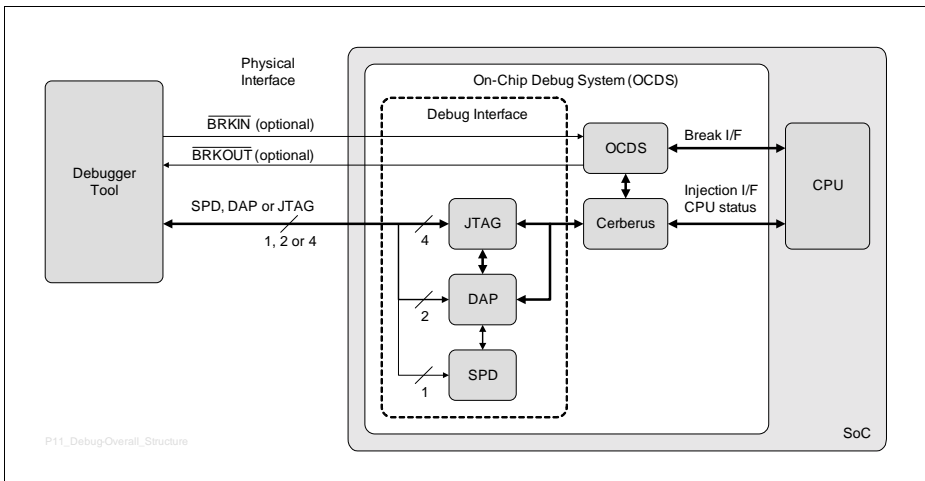 Physical
Interface
On-Chip Debug System (OCDS)
Debug Interface
BRKIN (optional)
BRKOUT (optional)
Debugger
Tool
OCDS
Break I/F
CPU
SPD, DAP or JTAG
1, 2 or 4
4
JTAG
Cerberus
Injection I/F
CPU status
2
DAP
1
SPD
SoC
P11_Debug-Overall_Structure